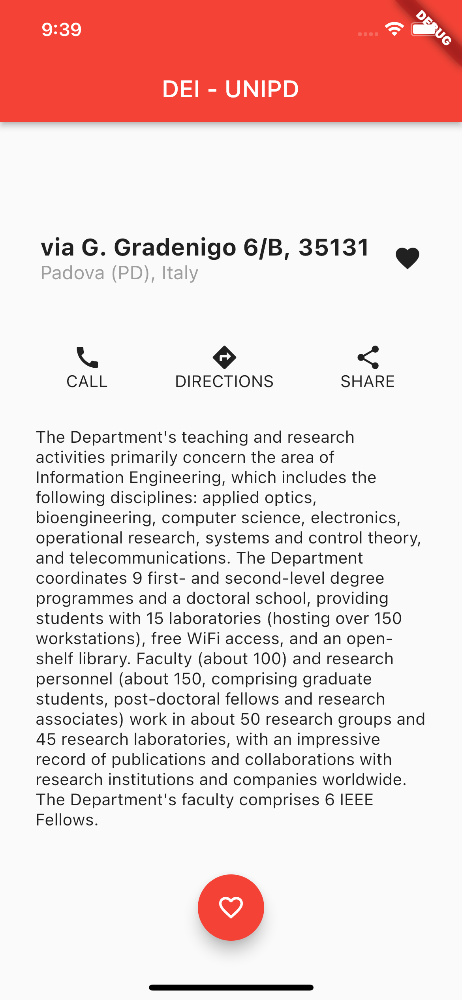 9:39
DEBUG
DEI - UNIPD
via G. Gradenigo 6/B, 35131
Padova (PD), Italy
CALL
DIRECTIONS
SHARE
The Department's teaching and research
activities primarily concern the area of
Information Engineering, which includes the
following disciplines: applied optics,
bioengineering, computer science, electronics,
operational research, systems and control theory,
and telecommunications. The Department
coordinates 9 first- and second-level degree
programmes and a doctoral school, providing
students with 15 laboratories (hosting over 150
workstations), free WiFi access, and an open-
shelf library. Faculty (about 100) and research
personnel (about 150, comprising graduate
students, post-doctoral fellows and research
associates) work in about 50 research groups and
45 research laboratories, with an impressive
record of publications and collaborations with
research institutions and companies worldwide.
The Department's faculty comprises 6 IEEE
Fellows.